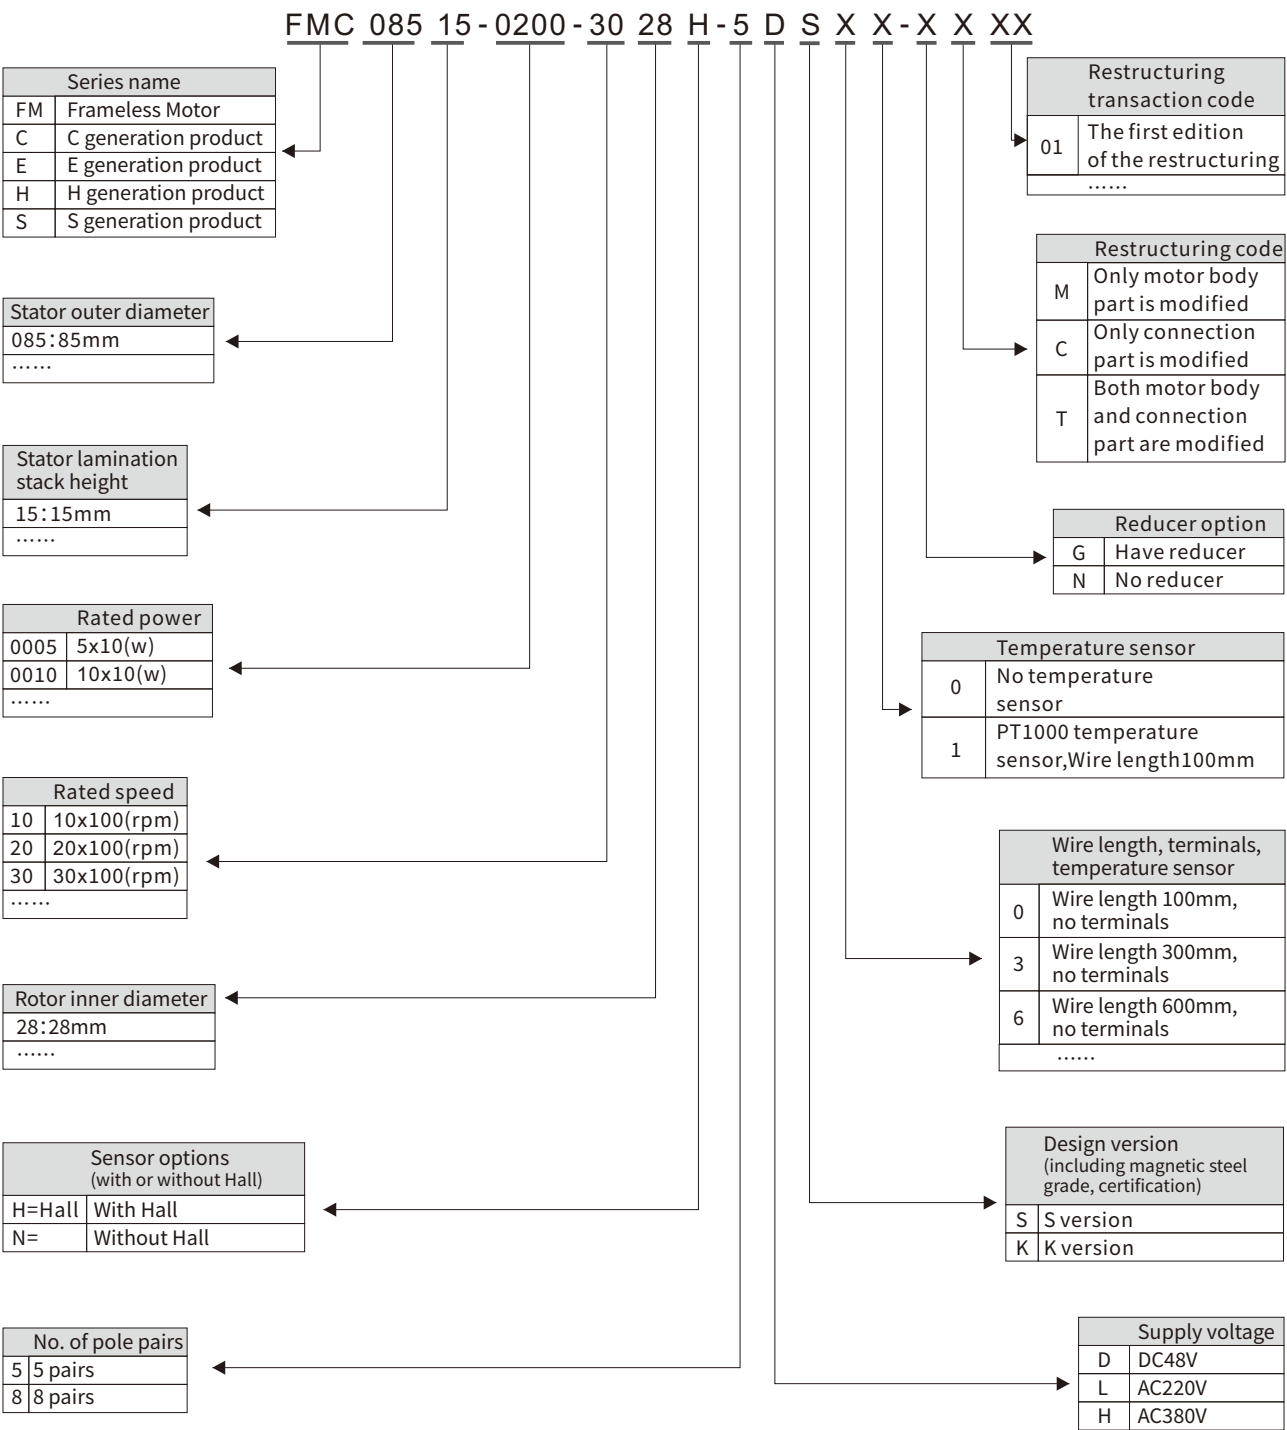 FMC 085 15-0200-30 28 H-5 D S X X-X X XX
Series name
FM Frameless Motor
C C generation product
E E generation product
H H generation product
S S generation product
Stator outer diameter
085:85mm
……
Stator lamination
stack height
15:15mm
……
Rated power
0005 5x10(w)
0010 10x10(w)
……
Rated speed
10 10x100(rpm)
20 20x100(rpm)
30 30x100(rpm)
……
Rotor inner diameter
28:28mm
……
Sensor options
(with or without Hall)
H=Hall With Hall
N= Without Hall
No. of pole pairs
5 5 pairs
8 8 pairs
Restructuring
transaction code
01 The first edition
of the restructuring
……
Restructuring code
M Only motor body
part is modified
C Only connection
part is modified
T Both motor body
and connection
part are modified
Reducer option
G Have reducer
N No reducer
Temperature sensor
0 No temperature
sensor
1 PT1000 temperature
sensor,Wire length100mm
Wire length, terminals,
temperature sensor
0 Wire length 100mm,
no terminals
3 Wire length 300mm,
no terminals
6 Wire length 600mm,
no terminals
……
Design version
(including magnetic steel
grade, certification)
S S version
K K version
Supply voltage
D DC48V
L AC220V
H AC380V